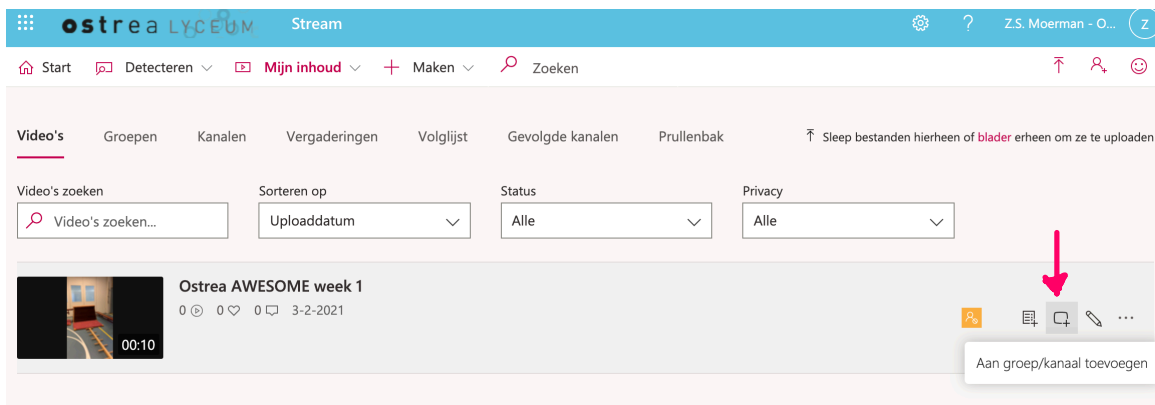 ostrea LYCEUM Stream ? Z.S. Moerman - O... Z
Start Detecteren Mijn inhoud Maken Zoeken
Video's Groepen Kanalen Vergaderingen Volglijst Gevolgde kanalen Prullenbak Sleep bestanden hierheen of blader erheen om ze te uploaden
Video's zoeken Sorteren op Status Privacy
Video's zoeken... Uploaddatum Alle Alle
Ostrea AWESOME week 1
0 0 0 3-2-2021
00:10
Aan groep/kanaal toevoegen